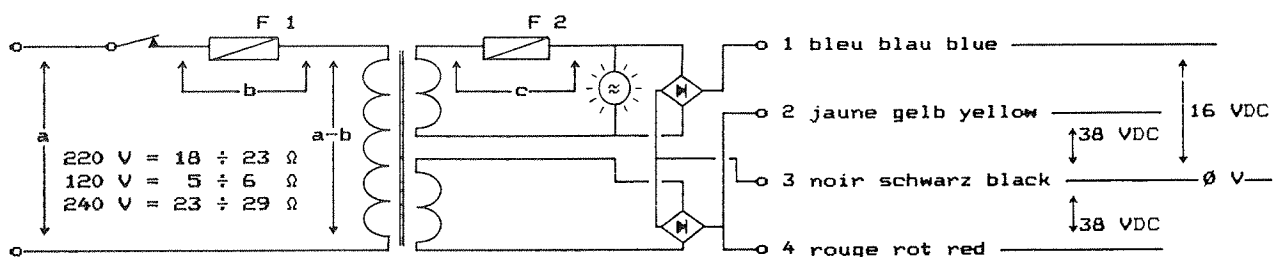 F 1
F 2
b
c
a
a-b
≈
220 V = 18 ÷ 23 Ω
120 V = 5 ÷ 6 Ω
240 V = 23 ÷ 29 Ω
1 bleu blau blue
2 jaune gelb yellow
3 noir schwarz black
4 rouge rot red
16 VDC
38 VDC
Ø V
38 VDC